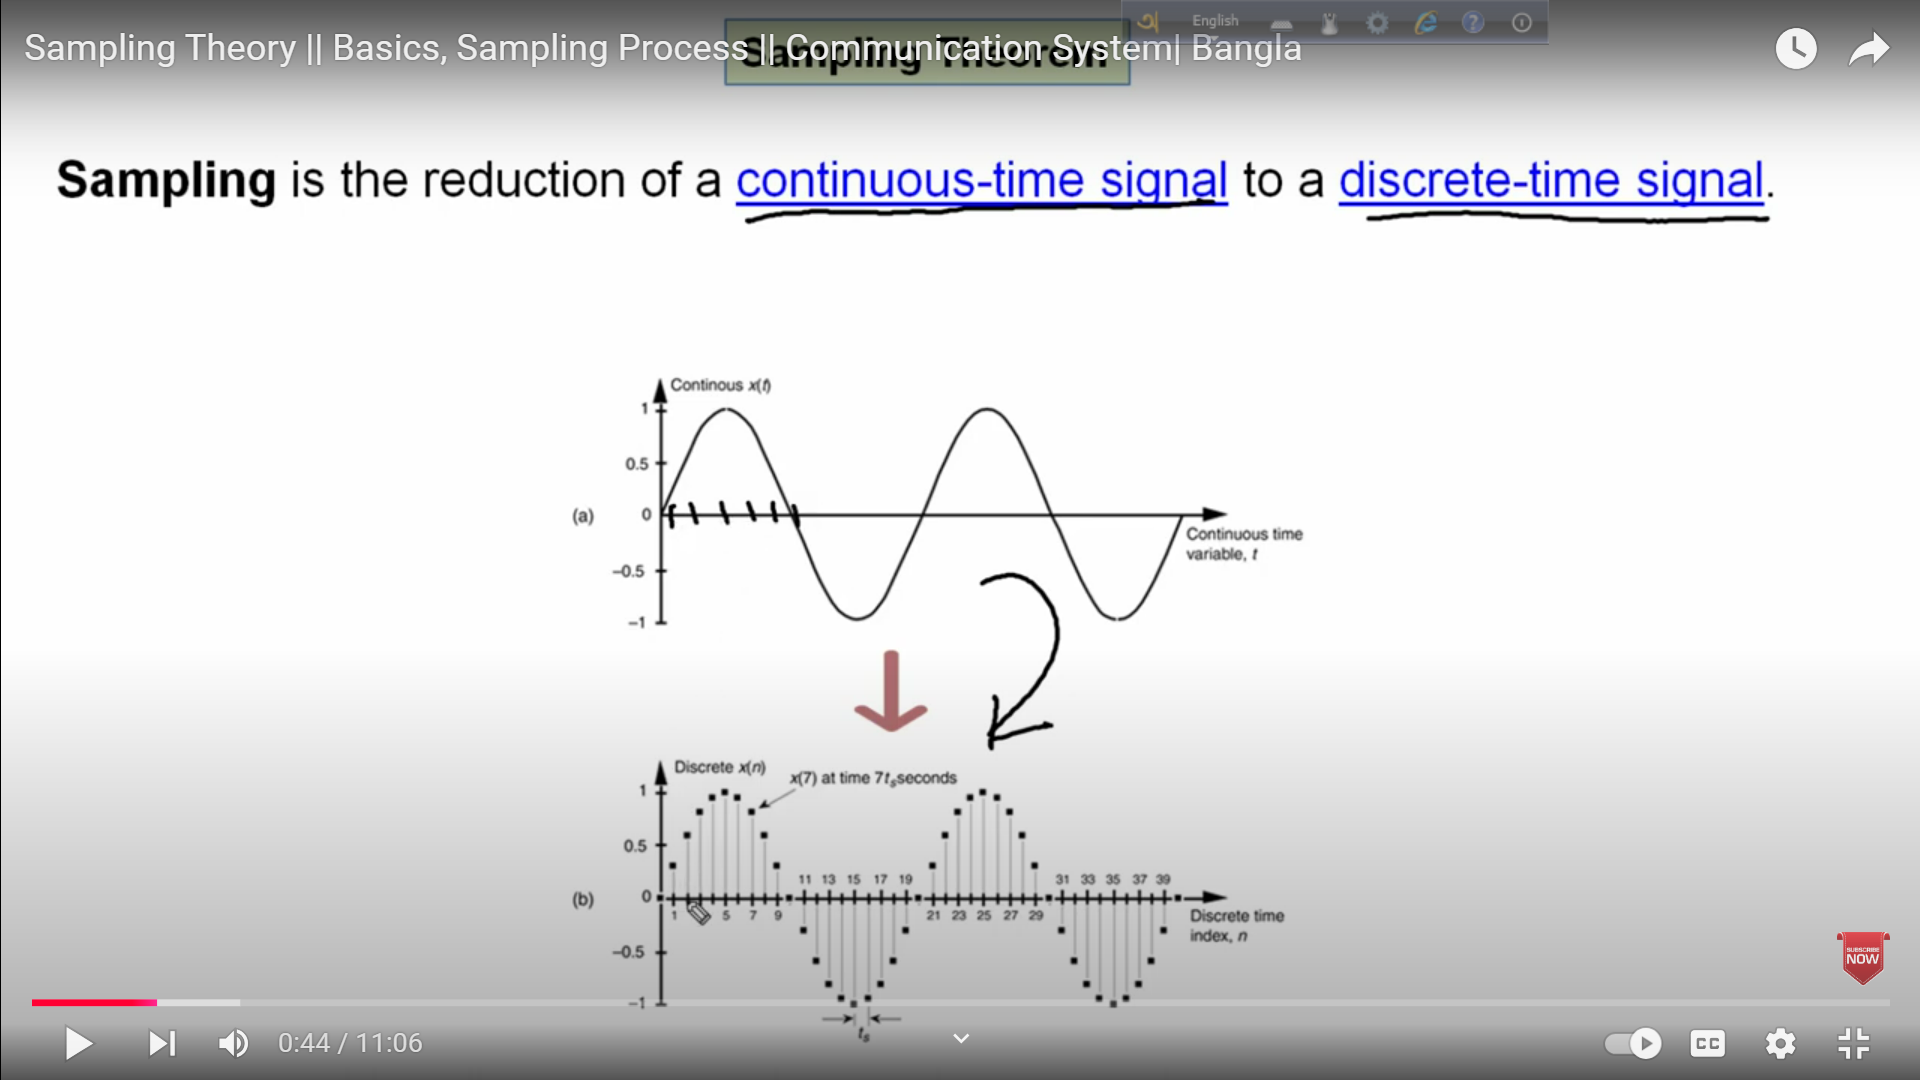 অ English
Sampling Theorem
Sampling Theory || Basics, Sampling Process || Communication System| Bangla
Sampling is the reduction of a continuous-time signal to a discrete-time signal.
Continous x(t)
1
0.5
(a) 0
Continuous time
variable, t
–0.5
–1
Discrete x(n)
x(7) at time 7ts seconds
1
0.5
11 13 15 17 19 31 33 35 37 39
(b) 0
1 5 7 9 21 23 25 27 29
Discrete time
index, n
–0.5
–1
ts
SUBSCRIBE
NOW
0:44 / 11:06
CC